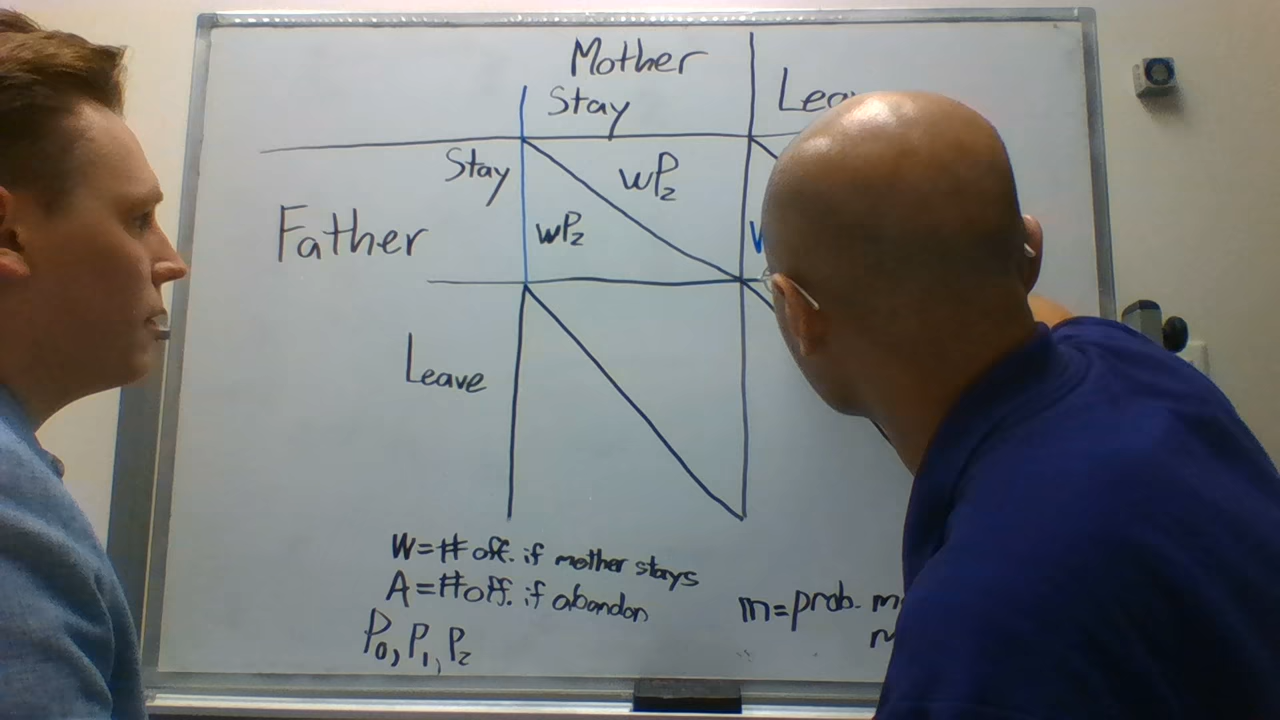 Mother
Stay
Stay wP₂
Father wP₂
Leave
W=# off. if mother stays
A=#off. if abandon
m=prob.
P₀, P₁, P₂